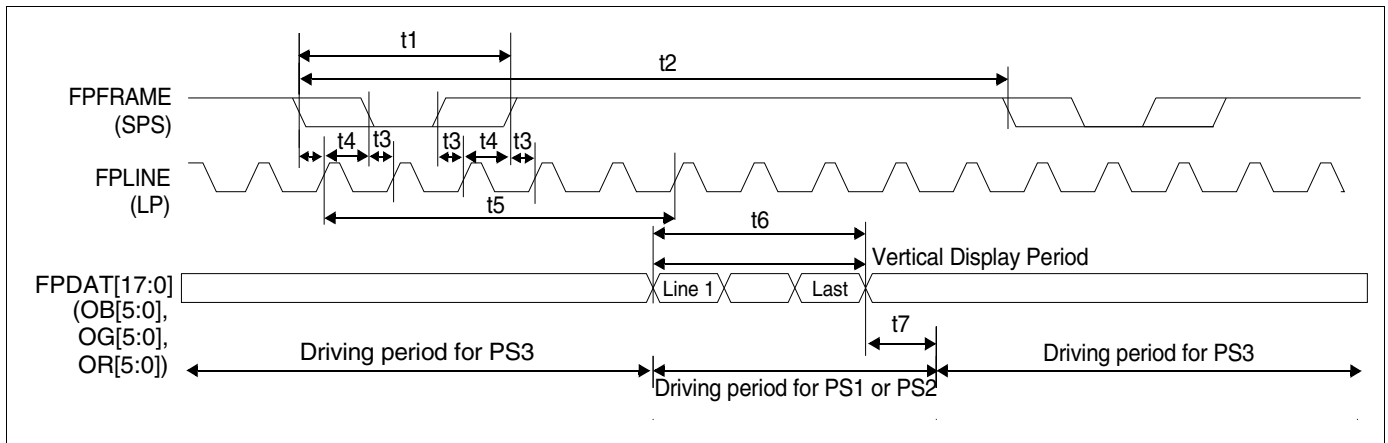 t1
t2
FPFRAME
(SPS)
t4 t3 t3 t4 t3
FPLINE
(LP)
t5
t6
Vertical Display Period
FPDAT[17:0]
(OB[5:0],
OG[5:0],
OR[5:0])
Line 1 Last
t7
Driving period for PS3
Driving period for PS1 or PS2
Driving period for PS3